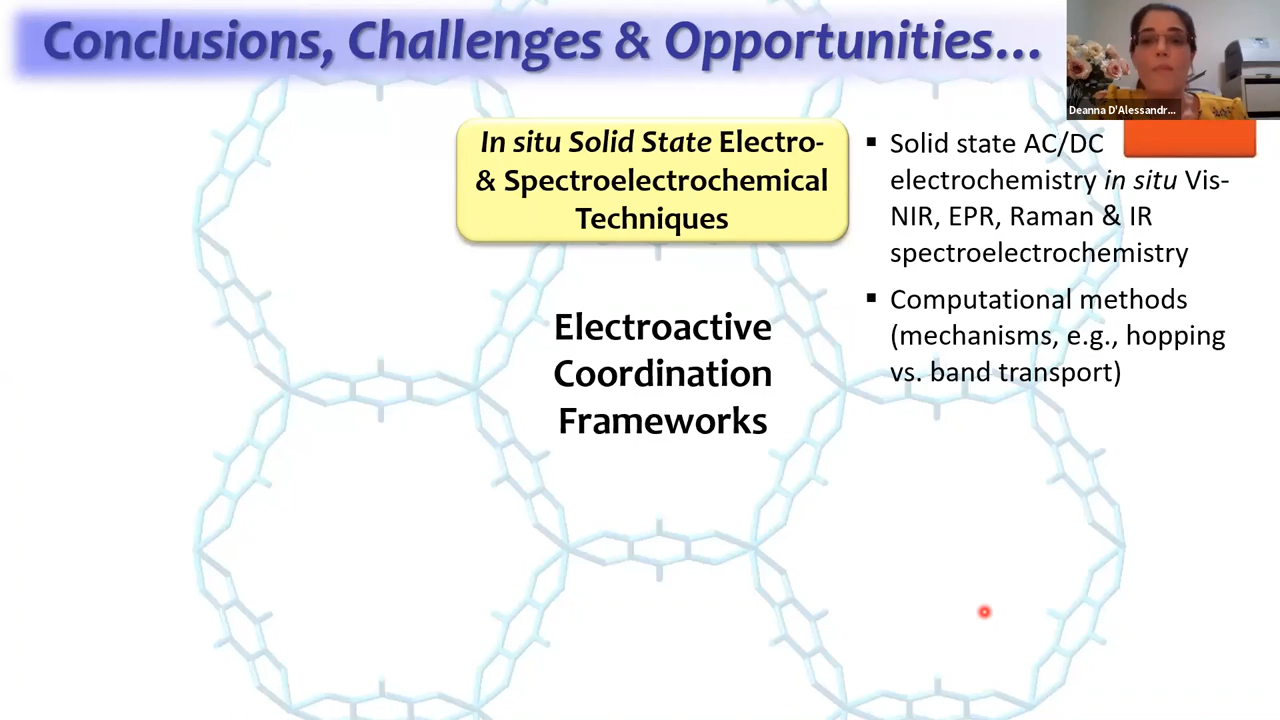 Conclusions, Challenges & Opportunities...
Deanna D'Alessandr...
In situ Solid State Electro-
& Spectroelectrochemical
Techniques
▪ Solid state AC/DC
electrochemistry in situ Vis-
NIR, EPR, Raman & IR
spectroelectrochemistry
▪ Computational methods
(mechanisms, e.g., hopping
vs. band transport)
Electroactive
Coordination
Frameworks